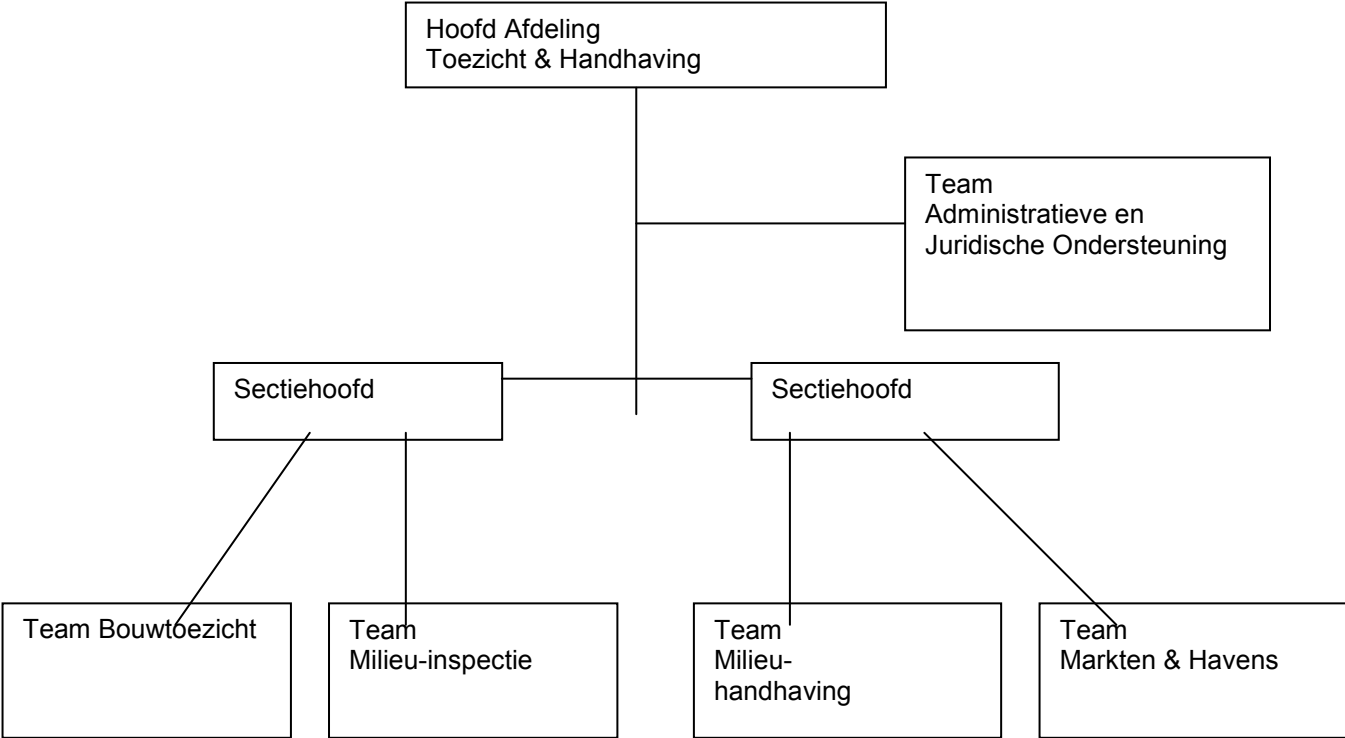 Hoofd Afdeling
Toezicht & Handhaving
Team
Administratieve en
Juridische Ondersteuning
Sectiehoofd
Sectiehoofd
Team Bouwtoezicht
Team
Milieu-inspectie
Team
Milieu-
handhaving
Team
Markten & Havens